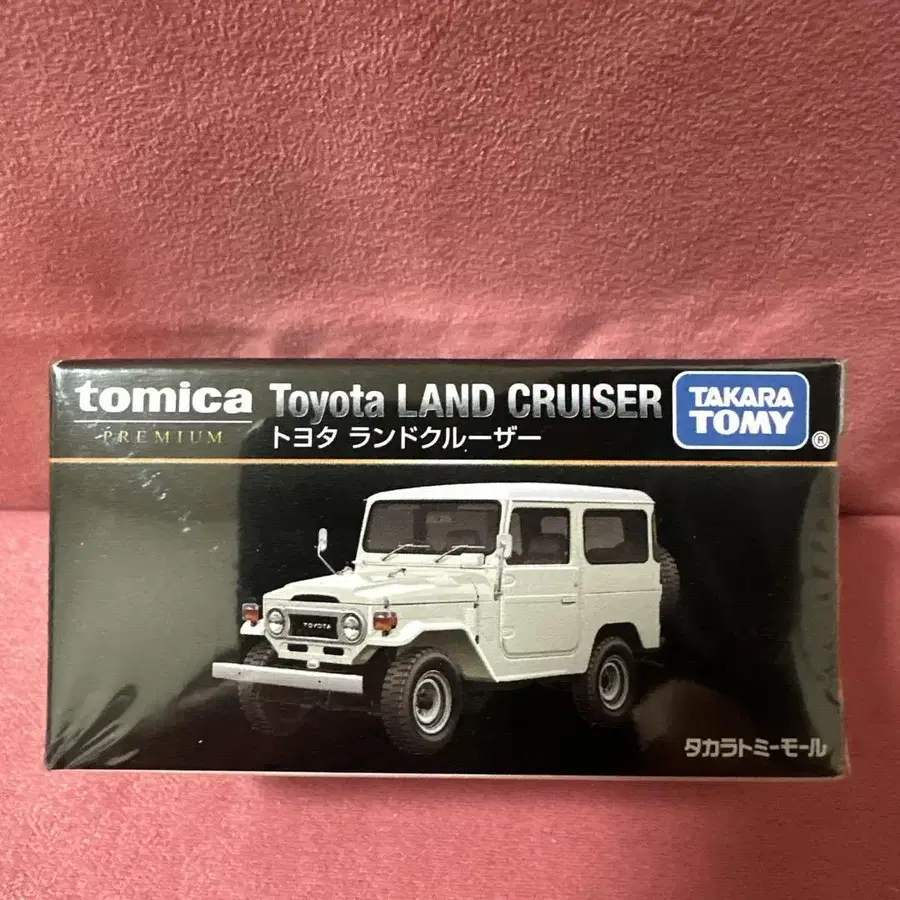 tomica
PREMIUM
Toyota LAND CRUISER
トヨタ ランドクルーザー
TAKARA
TOMY
®
TOYOTA
タカラトミーモール